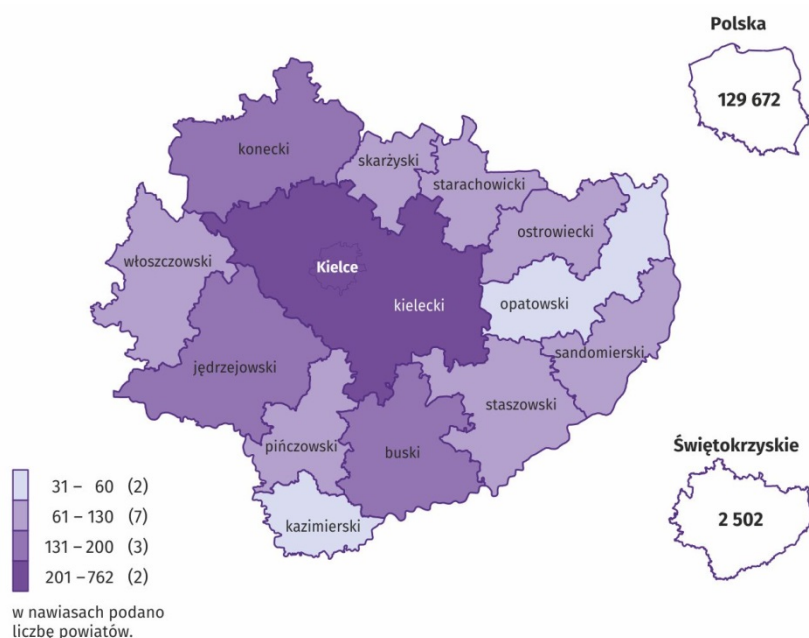 Polska
129 672
konecki
skarżyski
starachowicki
ostrowiecki
włoszczowski
Kielce
kielecki
opatowski
sandomierski
jędrzejowski
staszowski
pińczowski
buski
kazimierski
Świętokrzyskie
2 502
31 – 60 (2)
61 – 130 (7)
131 – 200 (3)
201 – 762 (2)
w nawiasach podano
liczbę powiatów.